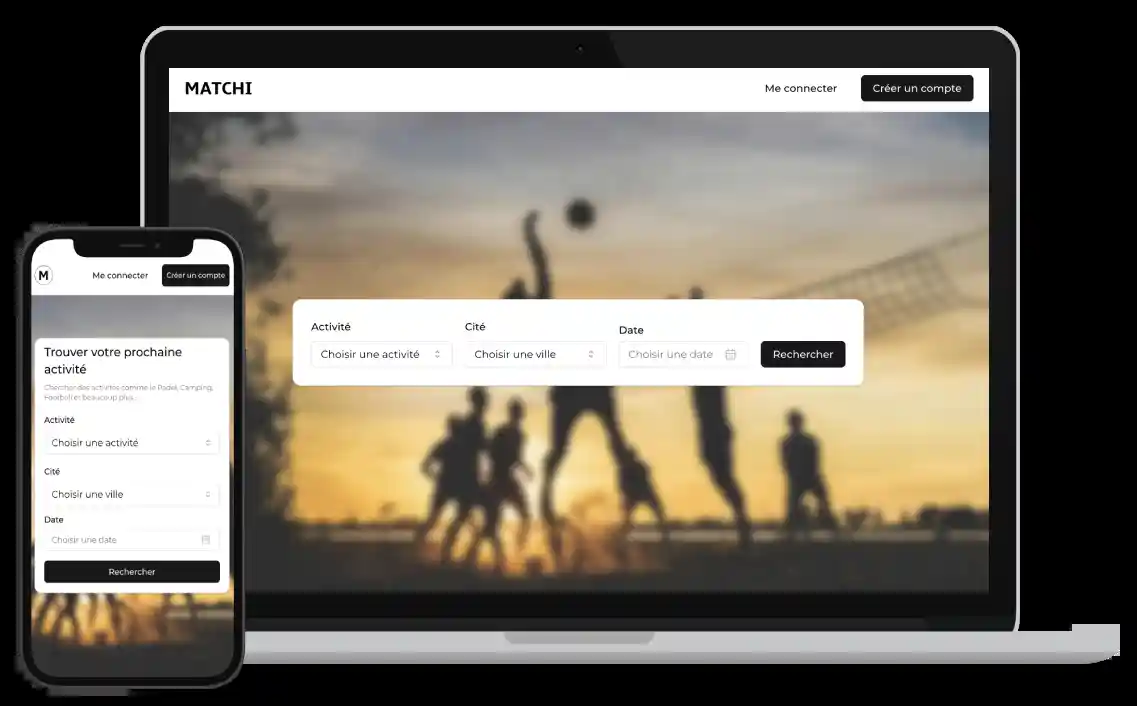 MATCHI
Me connecter
Créer un compte
Activité
Cité
Date
Choisir une activité
Choisir une ville
Choisir une date
Rechercher
M
Me connecter
Créer un compte
Trouver votre prochaine
activité
Chercher des activités comme le Padel, Camping,
Football et beaucoup plus...
Activité
Choisir une activité
Cité
Choisir une ville
Date
Choisir une date
Rechercher